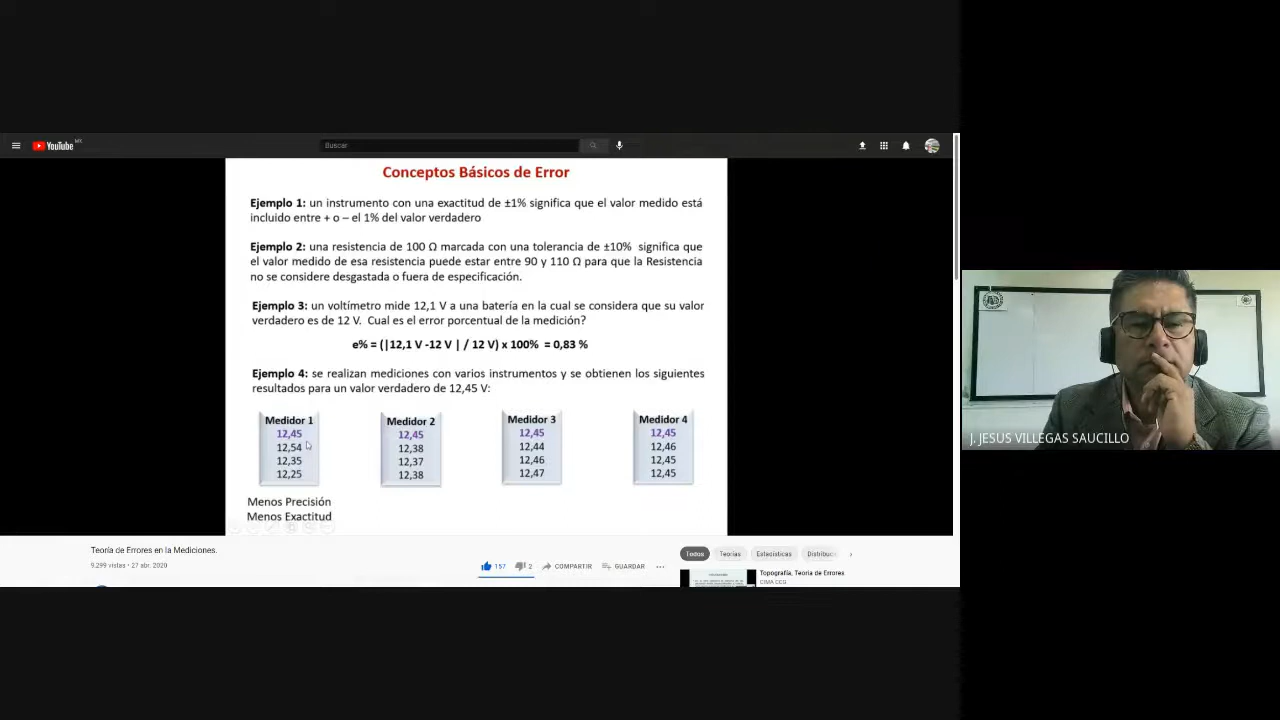 YouTube MX
Buscar
Conceptos Básicos de Error
Ejemplo 1: un instrumento con una exactitud de ±1% significa que el valor medido está
incluido entre + o – el 1% del valor verdadero
Ejemplo 2: una resistencia de 100 Ω marcada con una tolerancia de ±10% significa que
el valor medido de esa resistencia puede estar entre 90 y 110 Ω para que la Resistencia
no se considere desgastada o fuera de especificación.
Ejemplo 3: un voltímetro mide 12,1 V a una batería en la cual se considera que su valor
verdadero es de 12 V. Cual es el error porcentual de la medición?
e% = (|12,1 V -12 V | / 12 V) x 100% = 0,83 %
Ejemplo 4: se realizan mediciones con varios instrumentos y se obtienen los siguientes
resultados para un valor verdadero de 12,45 V:
Medidor 1
12,45
12,54
12,35
12,25
Medidor 2
12,45
12,38
12,37
12,38
Medidor 3
12,45
12,44
12,46
12,47
Medidor 4
12,45
12,46
12,45
12,45
Menos Precisión
Menos Exactitud
Teoría de Errores en la Mediciones.
9,299 vistas • 27 abr. 2020
157
2
COMPARTIR
GUARDAR
Todos
Teorías
Estadísticas
Topografía, Teoria de Errores
CIMA CCG
J. JESUS VILLEGAS SAUCILLO